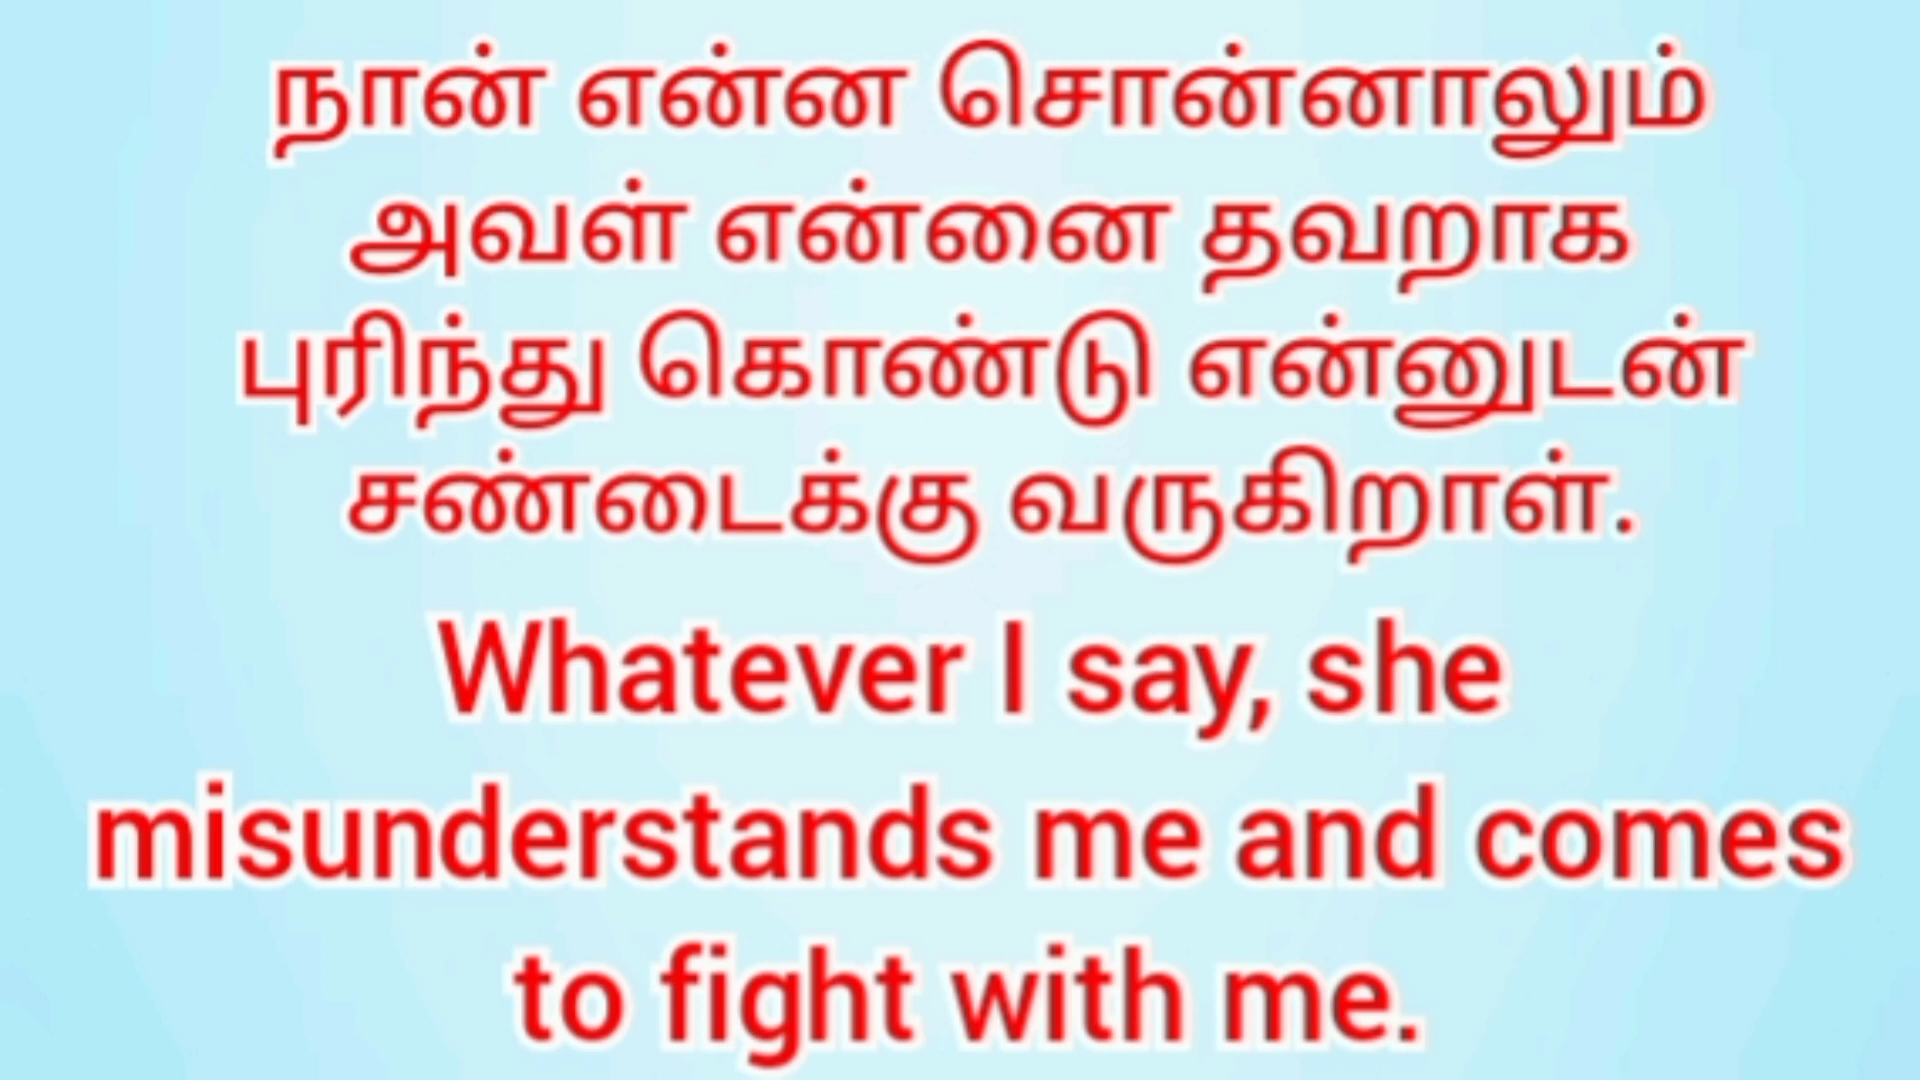 நான் என்ன சொன்னாலும்
அவள் என்னை தவறாக
புரிந்து கொண்டு என்னுடன்
சண்டைக்கு வருகிறாள்.
Whatever I say, she
misunderstands me and comes
to fight with me.